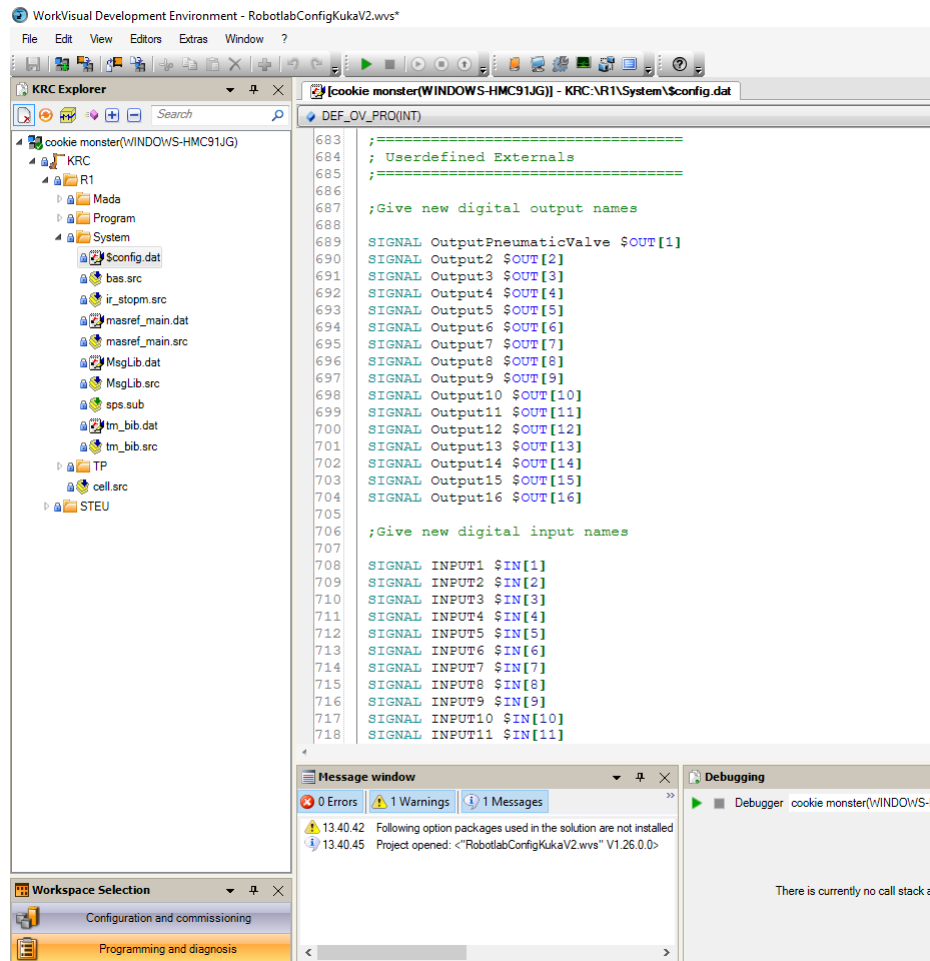 WorkVisual Development Environment - RobotlabConfigKukaV2.wvs*
File Edit View Editors Extras Window ?
KRC Explorer
Search
cookie monster(WINDOWS-HMC91JG)
KRC
R1
Mada
Program
System
$config.dat
bas.src
ir_stopm.src
masref_main.dat
masref_main.src
MsgLib.dat
MsgLib.src
sps.sub
tm_bib.dat
tm_bib.src
TP
cell.src
STEU
[cookie monster(WINDOWS-HMC91JG)] - KRC:\R1\System\$config.dat
DEF_OV_PRO(INT)
683 ;==================================
684 ; Userdefined Externals
685 ;==================================
686
687 ;Give new digital output names
688
689 SIGNAL OutputPneumaticValve $OUT[1]
690 SIGNAL Output2 $OUT[2]
691 SIGNAL Output3 $OUT[3]
692 SIGNAL Output4 $OUT[4]
693 SIGNAL Output5 $OUT[5]
694 SIGNAL Output6 $OUT[6]
695 SIGNAL Output7 $OUT[7]
696 SIGNAL Output8 $OUT[8]
697 SIGNAL Output9 $OUT[9]
698 SIGNAL Output10 $OUT[10]
699 SIGNAL Output11 $OUT[11]
700 SIGNAL Output12 $OUT[12]
701 SIGNAL Output13 $OUT[13]
702 SIGNAL Output14 $OUT[14]
703 SIGNAL Output15 $OUT[15]
704 SIGNAL Output16 $OUT[16]
705
706 ;Give new digital input names
707
708 SIGNAL INPUT1 $IN[1]
709 SIGNAL INPUT2 $IN[2]
710 SIGNAL INPUT3 $IN[3]
711 SIGNAL INPUT4 $IN[4]
712 SIGNAL INPUT5 $IN[5]
713 SIGNAL INPUT6 $IN[6]
714 SIGNAL INPUT7 $IN[7]
715 SIGNAL INPUT8 $IN[8]
716 SIGNAL INPUT9 $IN[9]
717 SIGNAL INPUT10 $IN[10]
718 SIGNAL INPUT11 $IN[11]
Message window
0 Errors 1 Warnings 1 Messages
13.40.42 Following option packages used in the solution are not installed
13.40.45 Project opened: <"RobotlabConfigKukaV2.wvs" V1.26.0.0>
Debugging
Debugger cookie monster(WINDOWS-
There is currently no call stack a
Workspace Selection
Configuration and commissioning
Programming and diagnosis